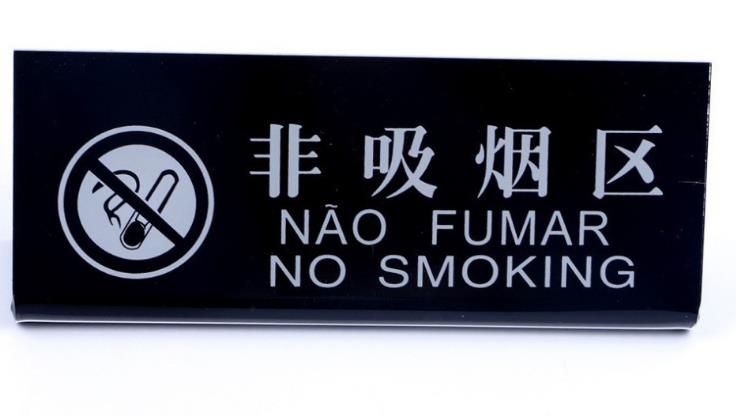 非吸烟区
NÃO FUMAR
NO SMOKING